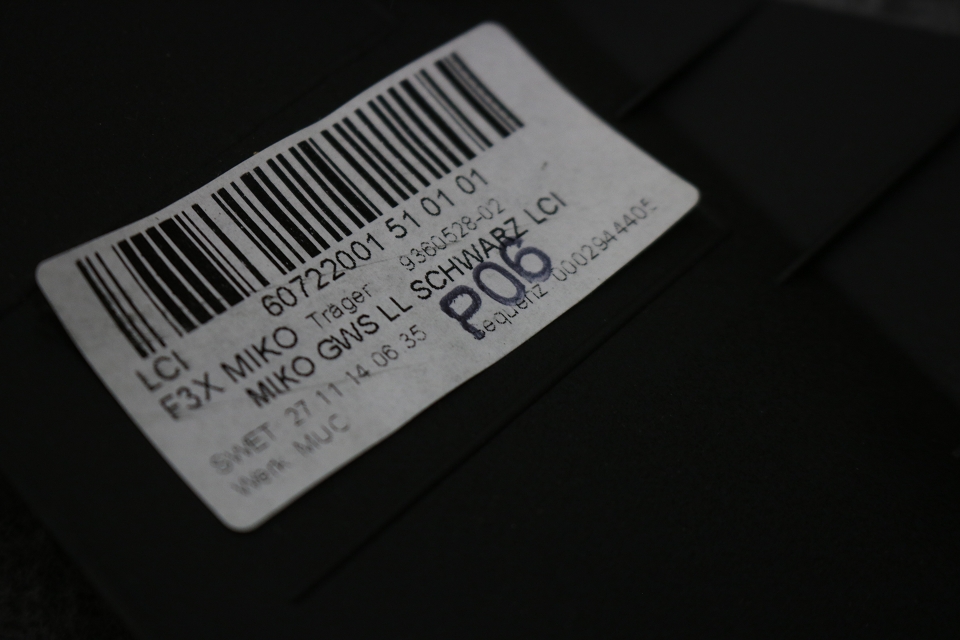 60722001 51 01 01
LCI
F3X MIKO Träger 9360528-02
MIKO GWS LL SCHWARZ LCI
P06
SWET 27 11 14 06 35 Sequenz 0002944405
Werk MUC